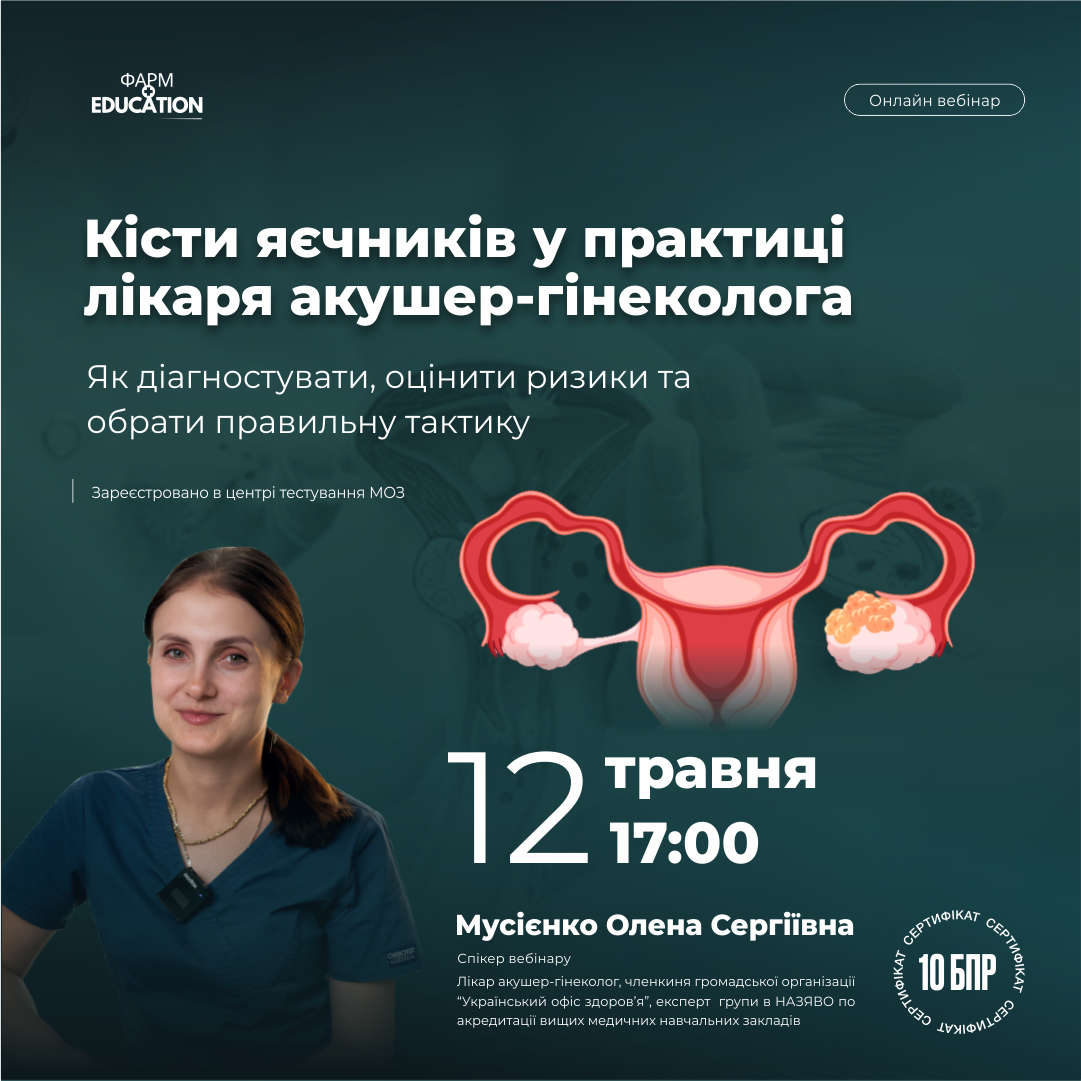 ФАРМ
EDUCATION
Онлайн вебінар
Кісти яєчників у практиці
лікаря акушер-гінеколога
Як діагностувати, оцінити ризики та
обрати правильну тактику
Зареєстровано в центрі тестування МОЗ
12 травня
17:00
Мусієнко Олена Сергіївна
Спікер вебінару
Лікар акушер-гінеколог, членкиня громадської організації
“Український офіс здоров’я”, експерт групи в НАЗЯВО по
акредитації вищих медичних навчальних закладів
СЕРТИФІКАТ СЕРТИФІКАТ СЕРТИФІКАТ СЕРТИФІКАТ
10 БПР